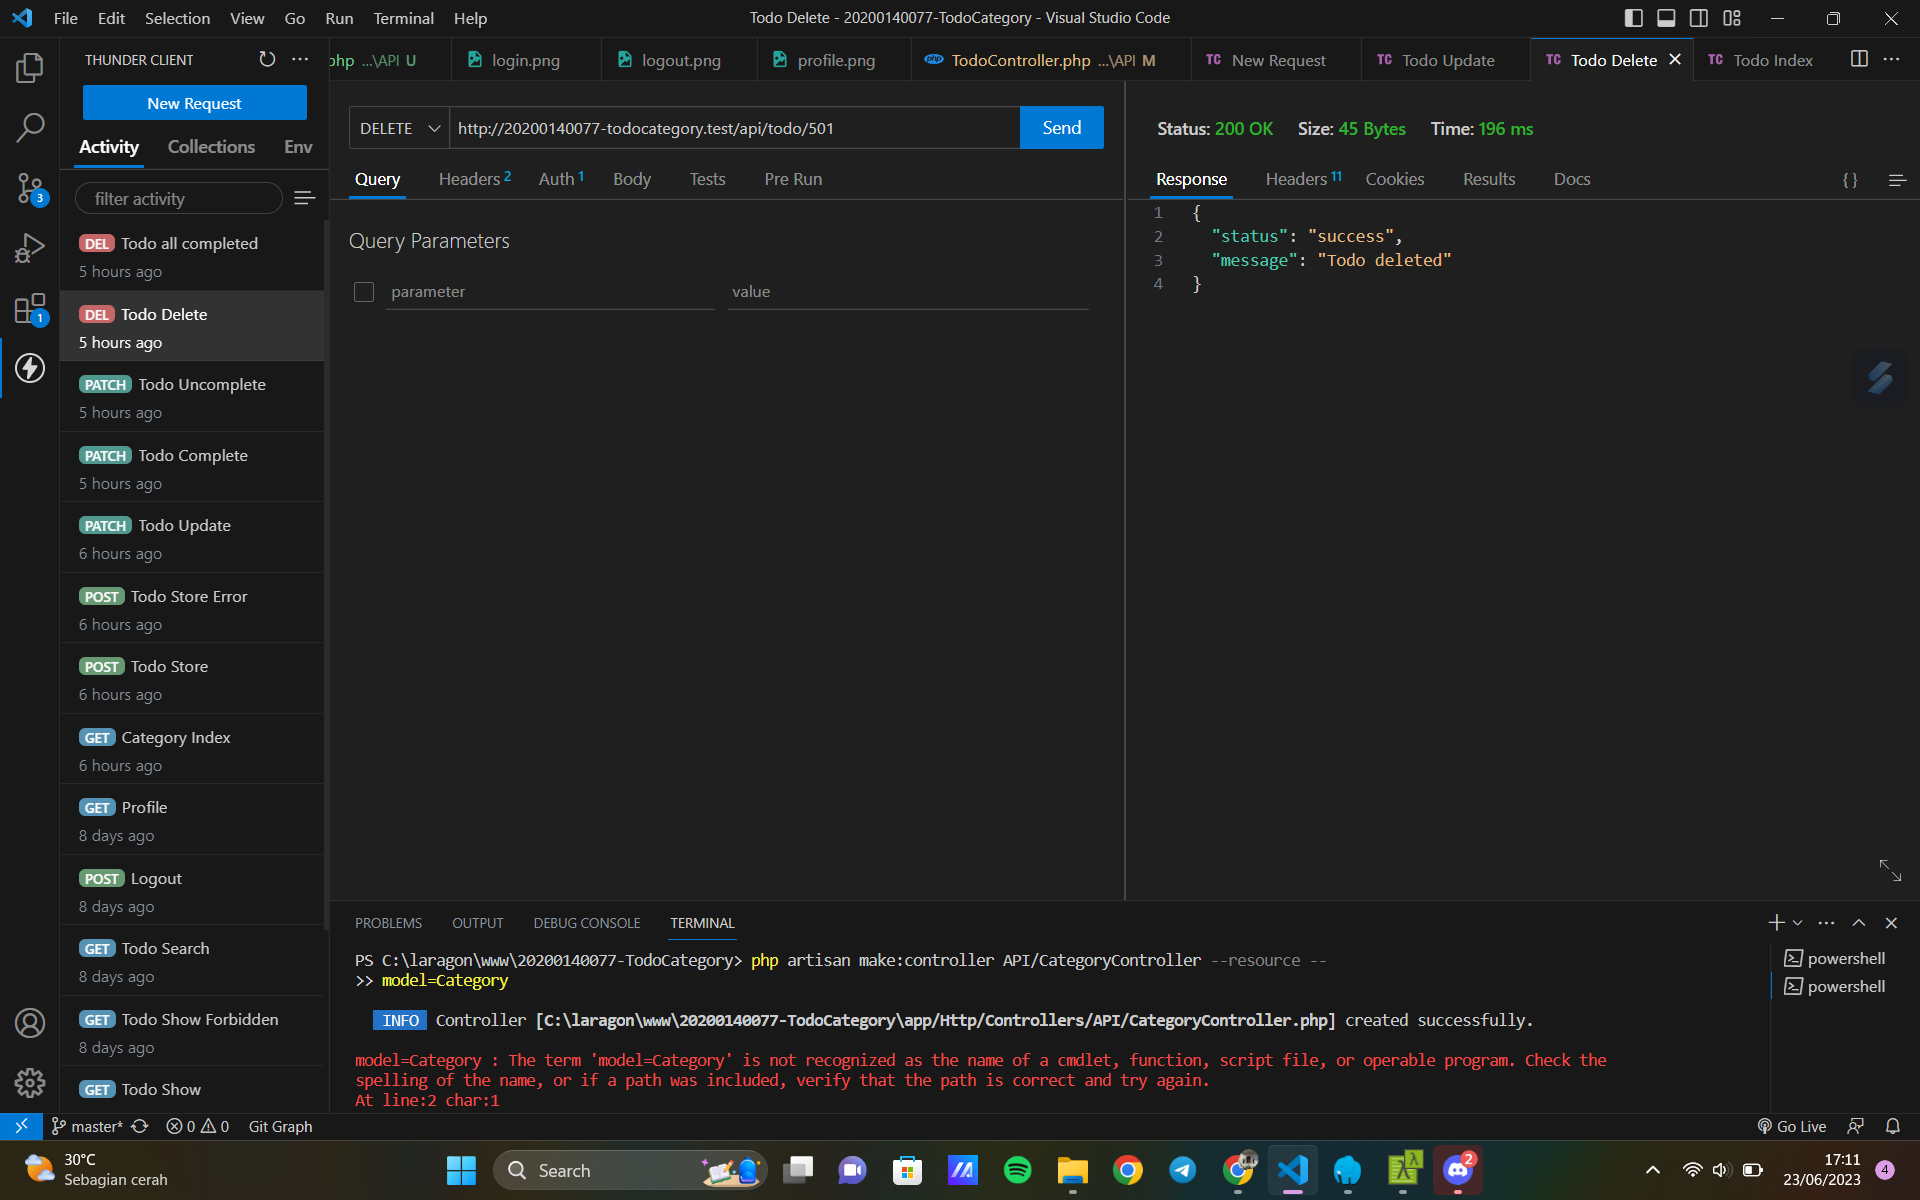 File Edit Selection View Go Run Terminal Help
Todo Delete - 20200140077-TodoCategory - Visual Studio Code
THUNDER CLIENT
New Request
Activity Collections Env
filter activity
DEL Todo all completed
5 hours ago
DEL Todo Delete
5 hours ago
PATCH Todo Uncomplete
5 hours ago
PATCH Todo Complete
5 hours ago
PATCH Todo Update
6 hours ago
POST Todo Store Error
6 hours ago
POST Todo Store
6 hours ago
GET Category Index
6 hours ago
GET Profile
8 days ago
POST Logout
8 days ago
GET Todo Search
8 days ago
GET Todo Show Forbidden
8 days ago
GET Todo Show
3
1
php ...\API U
login.png
logout.png
profile.png
php TodoController.php ...\API M
TC New Request
TC Todo Update
TC Todo Delete
TC Todo Index
DELETE http://20200140077-todocategory.test/api/todo/501 Send
Query Headers 2 Auth 1 Body Tests Pre Run
Query Parameters
parameter value
Status: 200 OK Size: 45 Bytes Time: 196 ms
Response Headers 11 Cookies Results Docs { }
1 {
2 "status": "success",
3 "message": "Todo deleted"
4 }
PROBLEMS OUTPUT DEBUG CONSOLE TERMINAL
PS C:\laragon\www\20200140077-TodoCategory> php artisan make:controller API/CategoryController --resource --
>> model=Category
INFO Controller [C:\laragon\www\20200140077-TodoCategory\app/Http/Controllers/API/CategoryController.php] created successfully.
model=Category : The term 'model=Category' is not recognized as the name of a cmdlet, function, script file, or operable program. Check the
spelling of the name, or if a path was included, verify that the path is correct and try again.
At line:2 char:1
powershell
powershell
master* 0 0 Git Graph
Go Live
30°C
Sebagian cerah
Search
2
17:11
23/06/2023
4